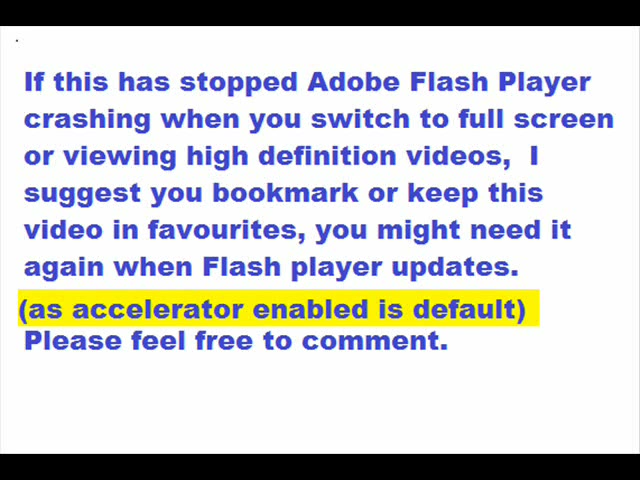 If this has stopped Adobe Flash Player
crashing when you switch to full screen
or viewing high definition videos,  I
suggest you bookmark or keep this
video in favourites, you might need it
again when Flash player updates.
(as accelerator enabled is default)
Please feel free to comment.